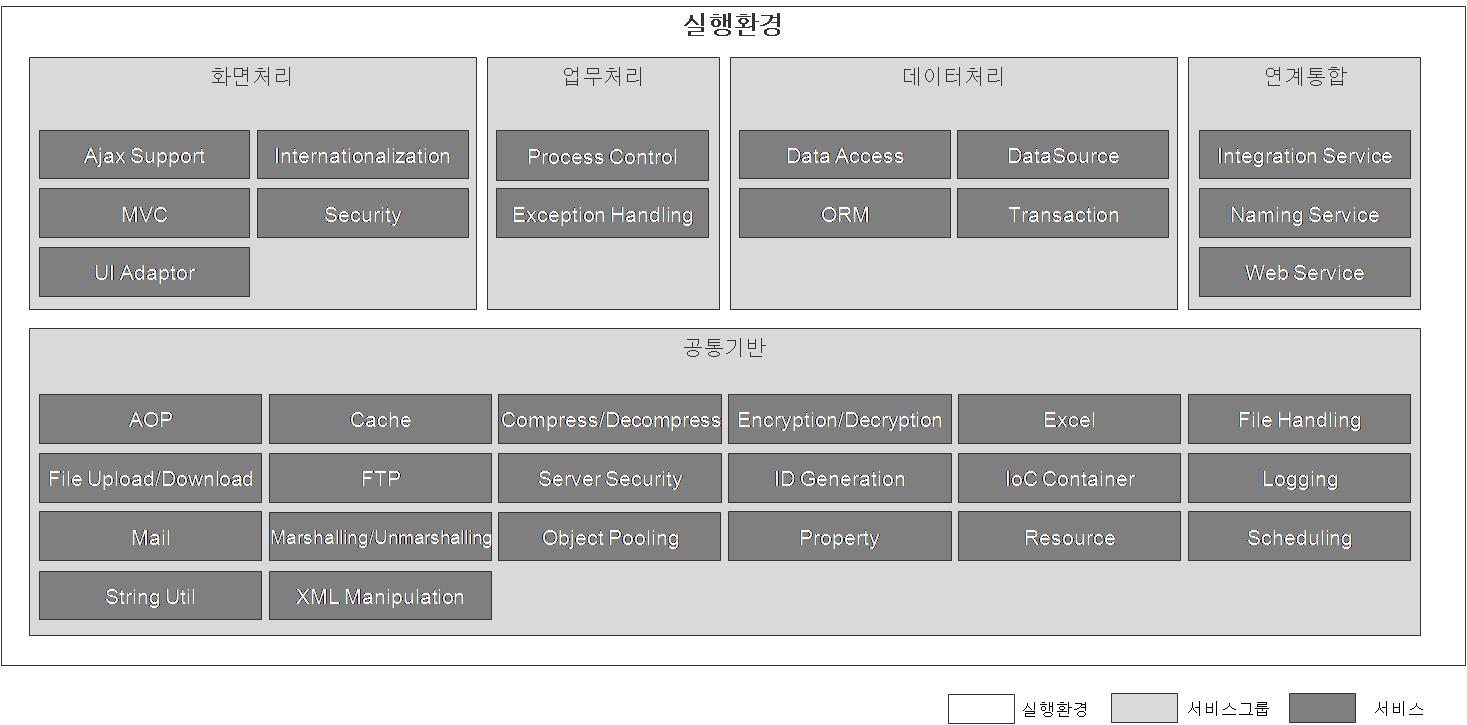 실행환경
화면처리
Ajax Support
Internationalization
MVC
Security
UI Adaptor
업무처리
Process Control
Exception Handling
데이터처리
Data Access
DataSource
ORM
Transaction
연계통합
Integration Service
Naming Service
Web Service
공통기반
AOP
Cache
Compress/Decompress
Encryption/Decryption
Excel
File Handling
File Upload/Download
FTP
Server Security
ID Generation
IoC Container
Logging
Mail
Marshalling/Unmarshalling
Object Pooling
Property
Resource
Scheduling
String Util
XML Manipulation
실행환경
서비스그룹
서비스